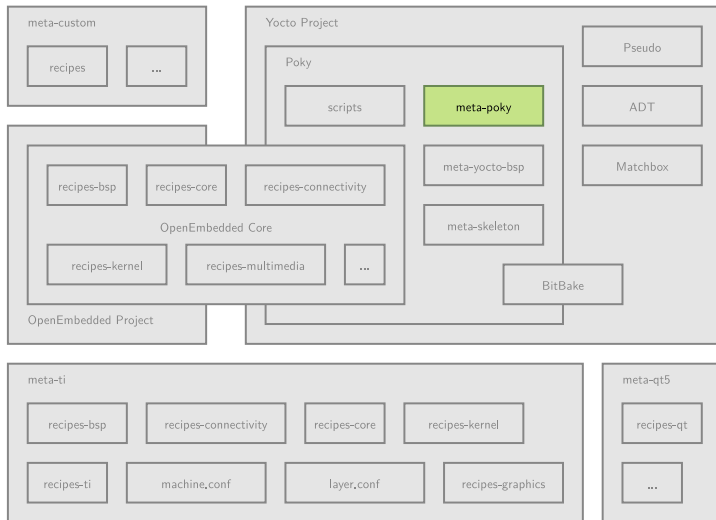 meta-custom
recipes
...
Yocto Project
Poky
scripts
meta-poky
meta-yocto-bsp
meta-skeleton
BitBake
Pseudo
ADT
Matchbox
recipes-bsp
recipes-core
recipes-connectivity
OpenEmbedded Core
recipes-kernel
recipes-multimedia
...
OpenEmbedded Project
meta-ti
recipes-bsp
recipes-connectivity
recipes-core
recipes-kernel
recipes-ti
machine.conf
layer.conf
recipes-graphics
meta-qt5
recipes-qt
...